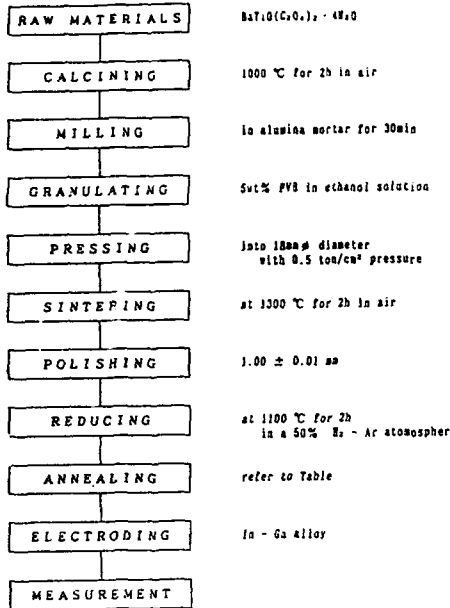 RAW MATERIALS BaTiO(C₂O₄)₂ · 4H₂O
CALCINING 1000 ℃ for 2h in air
MILLING in alumina mortar for 30min
GRANULATING 5wt% PVB in ethanol solution
PRESSING into 18mmφ diameter
with 0.5 ton/cm² pressure
SINTERING at 1300 ℃ for 2h in air
POLISHING 1.00 ± 0.01 mm
REDUCING at 1100 ℃ for 2h
in a 50% H₂ - Ar atomospher
ANNEALING refer to Table
ELECTRODING In - Ga alloy
MEASUREMENT